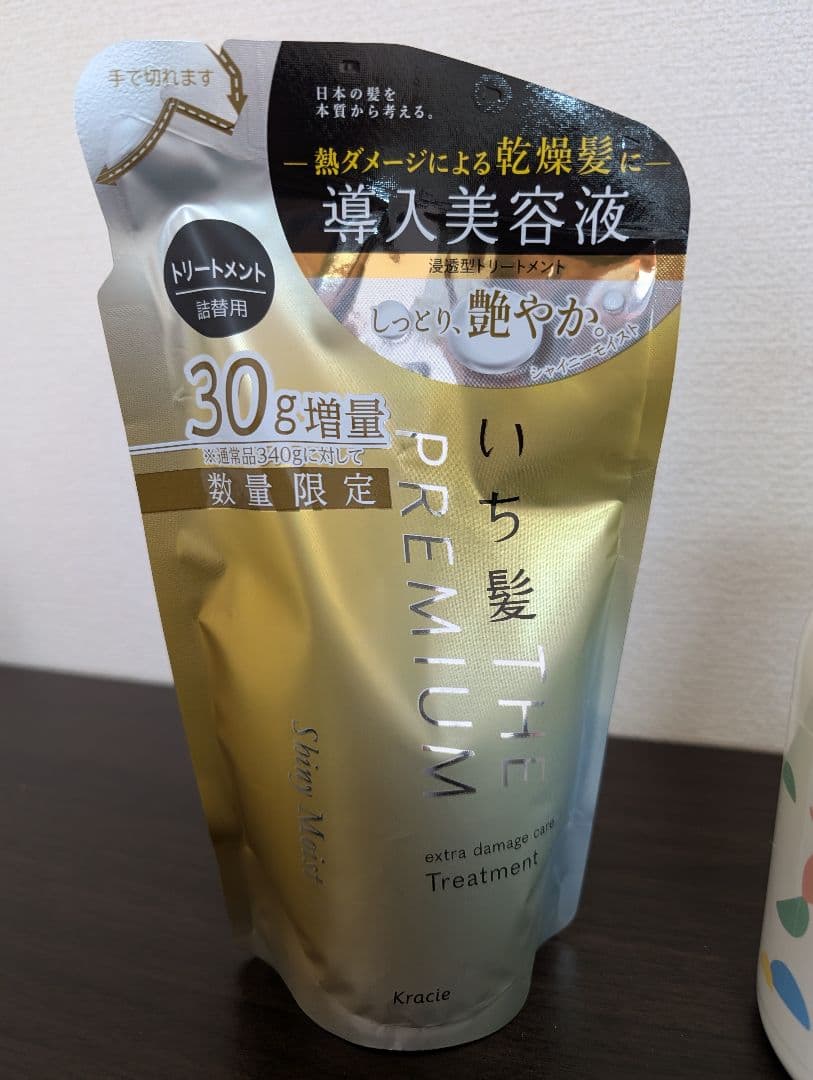 手で切れます
日本の髪を
本質から考える。
熱ダメージによる乾燥髪に
導入美容液
浸透型トリートメント
しっとり、艶やか。
シャイニーモイスト
トリートメント
詰替用
30g増量
※通常品340gに対して
数量限定
いち髪 THE
PREMIUM
Shiny Moist
extra damage care
Treatment
Kracie